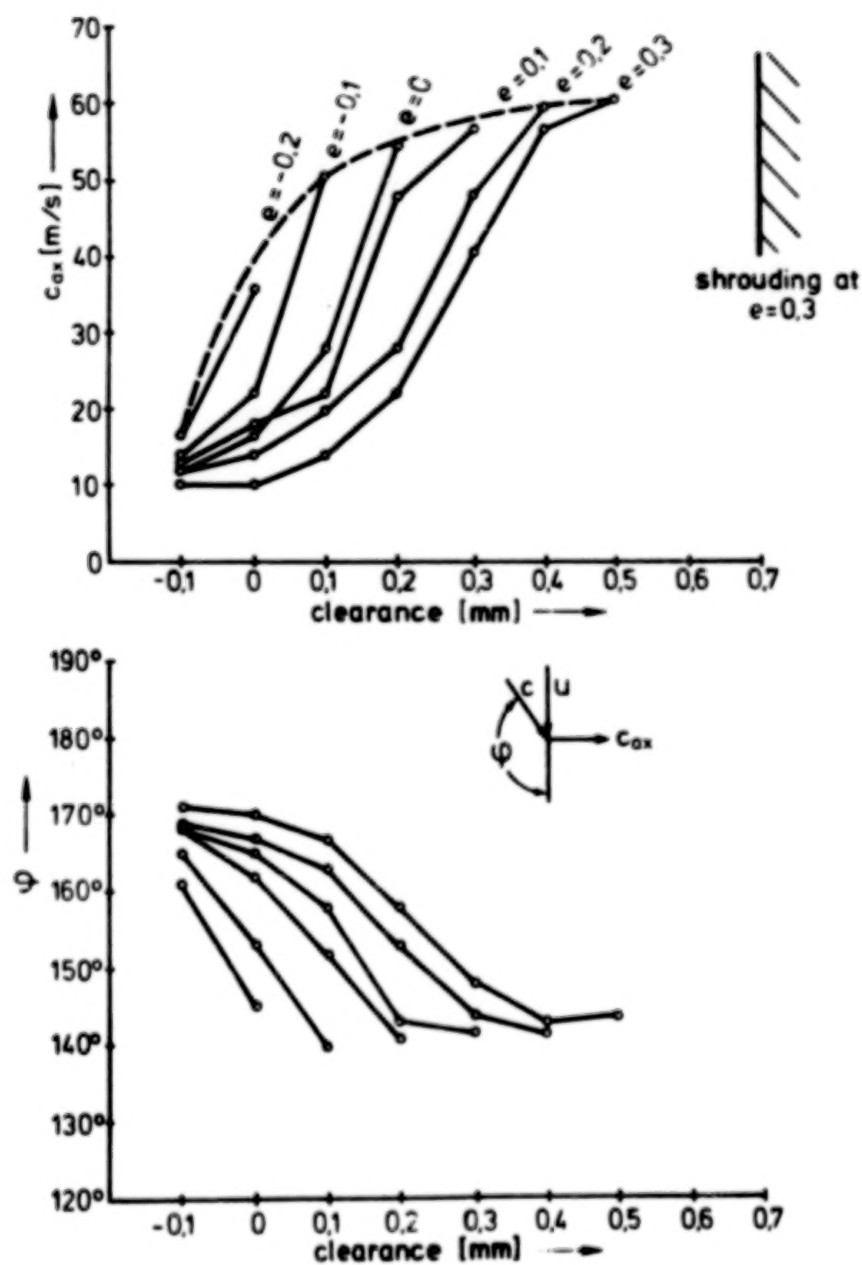 70
60
50
40
30
20
10
0
c_ax [m/s]
e=-0,2
e=-0,1
e=0
e=0,1
e=0,2
e=0,3
shrouding at
e=0,3
-0,1 0 0,1 0,2 0,3 0,4 0,5 0,6 0,7
clearance [mm]
190°
180°
170°
160°
150°
140°
130°
120°
φ
c u
c_ax
φ
-0,1 0 0,1 0,2 0,3 0,4 0,5 0,6 0,7
clearance [mm]